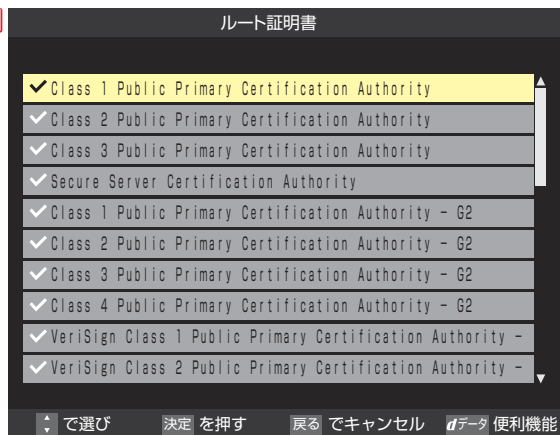 ルート証明書
Class 1 Public Primary Certification Authority
Class 2 Public Primary Certification Authority
Class 3 Public Primary Certification Authority
Secure Server Certification Authority
Class 1 Public Primary Certification Authority - G2
Class 2 Public Primary Certification Authority - G2
Class 3 Public Primary Certification Authority - G2
Class 4 Public Primary Certification Authority - G2
VeriSign Class 1 Public Primary Certification Authority -
VeriSign Class 2 Public Primary Certification Authority -
で選び 決定 を押す 戻る でキャンセル dデータ 便利機能